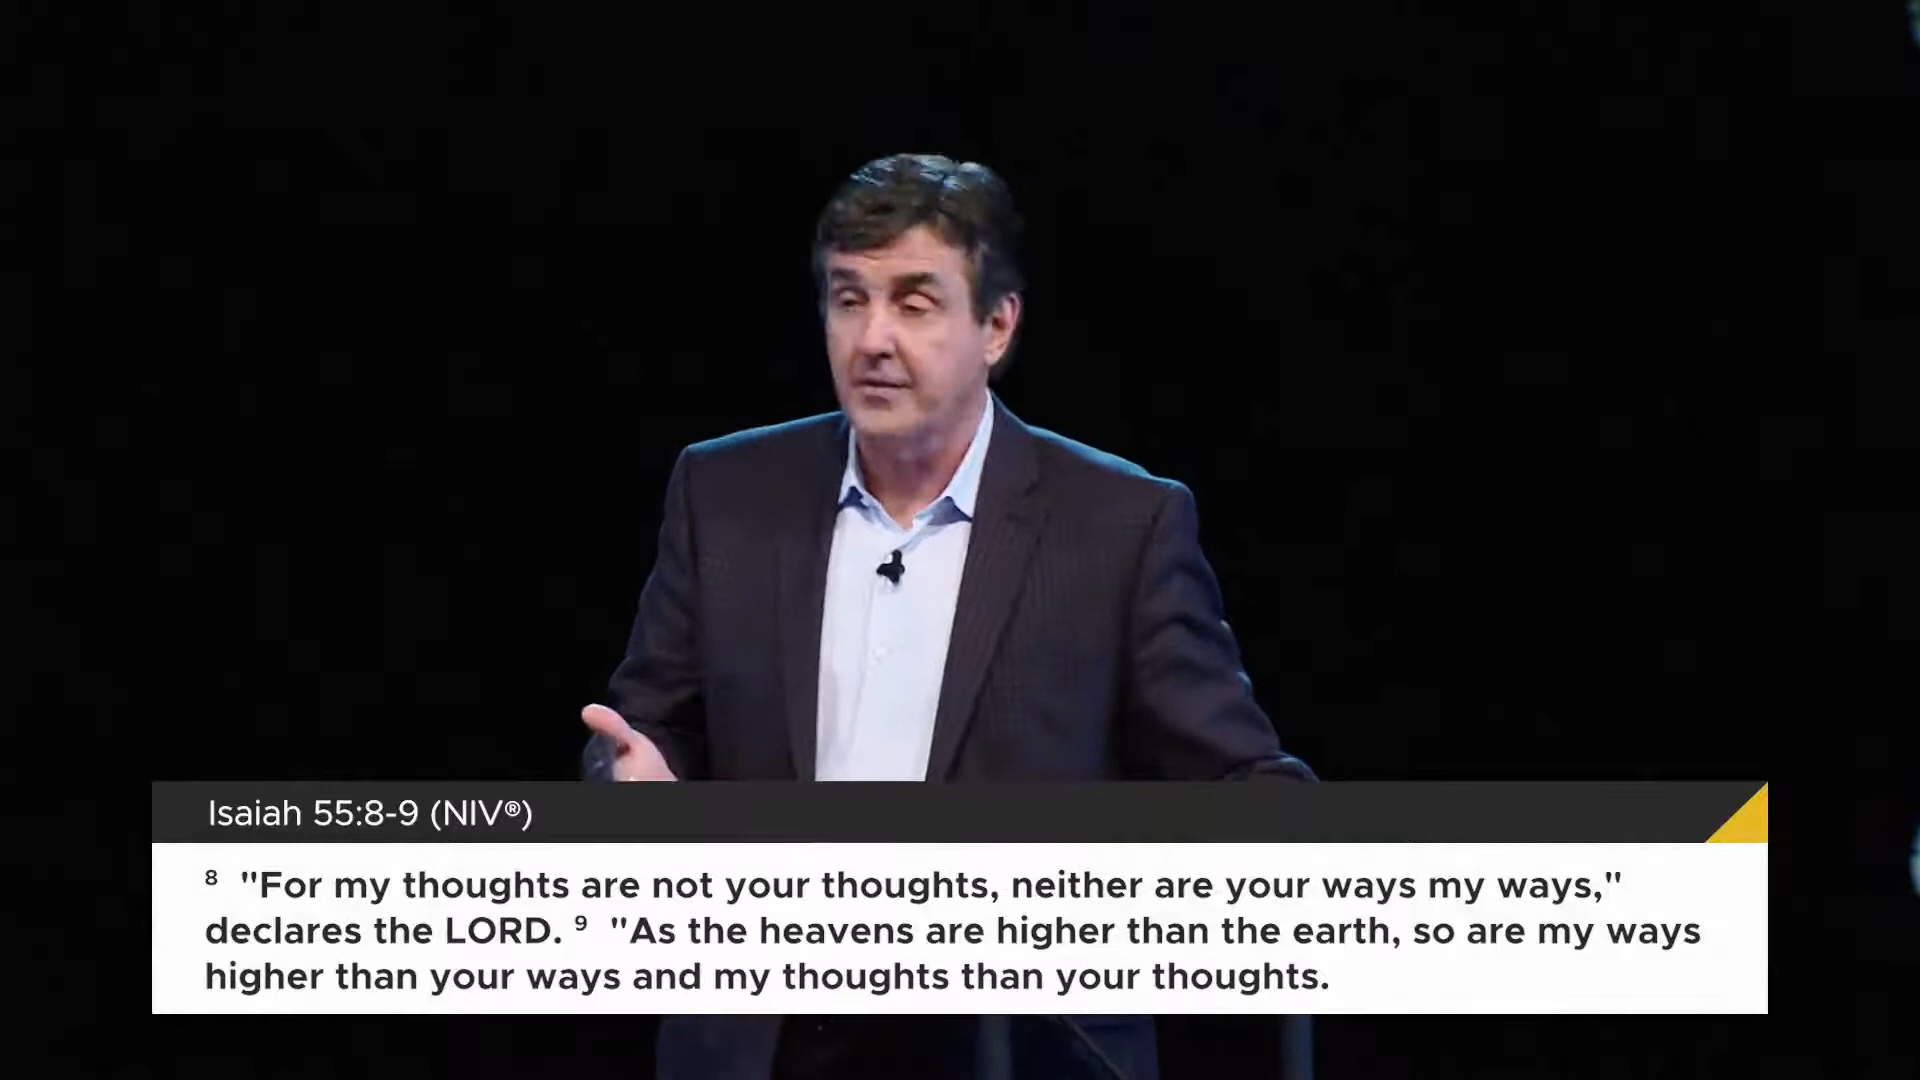 Isaiah 55:8-9 (NIV®)
⁸ "For my thoughts are not your thoughts, neither are your ways my ways,"
declares the LORD. ⁹ "As the heavens are higher than the earth, so are my ways
higher than your ways and my thoughts than your thoughts.